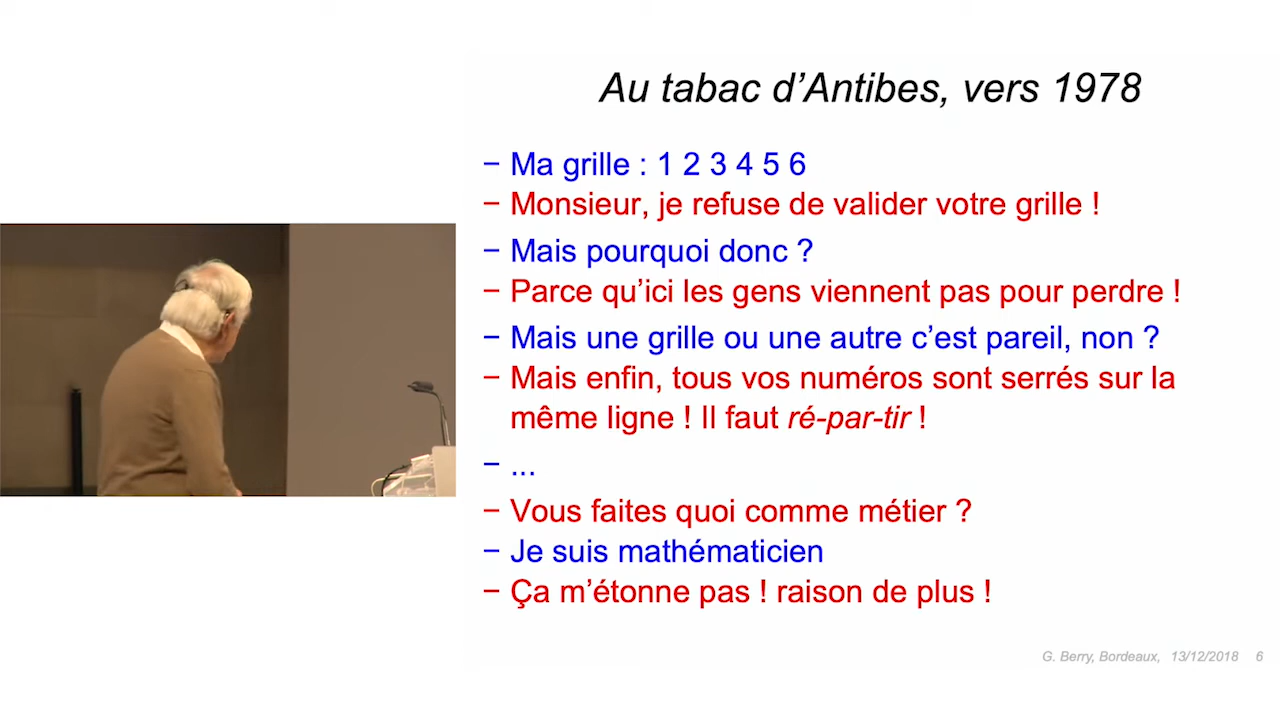 Au tabac d’Antibes, vers 1978
– Ma grille : 1 2 3 4 5 6
– Monsieur, je refuse de valider votre grille !
– Mais pourquoi donc ?
– Parce qu’ici les gens viennent pas pour perdre !
– Mais une grille ou une autre c’est pareil, non ?
– Mais enfin, tous vos numéros sont serrés sur la
même ligne ! Il faut ré-par-tir !
– ...
– Vous faites quoi comme métier ?
– Je suis mathématicien
– Ça m’étonne pas ! raison de plus !
G. Berry, Bordeaux, 13/12/2018 6